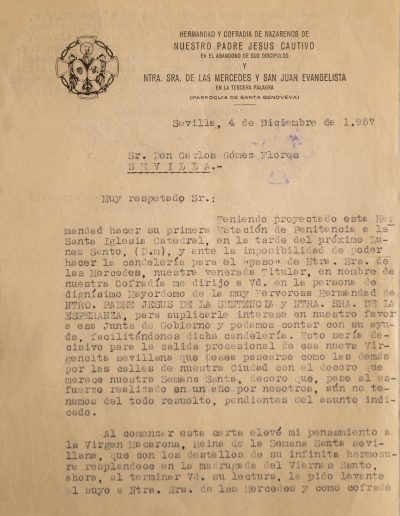 HERMANDAD Y COFRADIA DE NAZARENOS DE
NUESTRO PADRE JESUS CAUTIVO
EN EL ABANDONO DE SUS DISCIPULOS
Y
NTRA. SRA. DE LAS MERCEDES Y SAN JUAN EVANGELISTA
EN LA TERCERA PALABRA
(PARROQUIA DE SANTA GENOVEVA)
Sevilla, 4 de Diciembre de 1.957
Sr. Don Carlos Gómez Flores
SEVILLA.-
Muy respetado Sr.:
Teniendo proyectado esta Her
mandad hacer su primera Estación de Penitencia a la
Santa Iglesia Catedral, en la tarde del próximo Lu-
nes Santo, (D.m), y ante la imposibilidad de poder
hacer la candelería para el "paso" de Ntra. Sra. de
las Mercedes, nuestra venerada Titular, en nombre de
nuestra Cofradía me dirijo a Vd. en la persona de
dignísimo Mayordomo de la muy Fervorosa Hermandad de
NTRO. PADRE JESUS DE LA SENTENCIA y NTRA. SRA. DE LA
ESPERANZA, para suplicarle interese en nuestro favor
a esa Junta de Gobierno y podamos contar con su ayu-
da, facilitándonos dicha candelería. Esto sería de-
cisivo para la salida procesional de esa nueva Vir-
gencita sevillana que desea pasearse como las demás
por las calles de nuestra Ciudad con el decoro que
merece nuestra Semana Santa, decoro que, pese al es-
fuerzo realizado en un año por nosotros, aún no te-
nemos del todo resuelto, pendientes del asunto indi-
cado.
Al comenzar esta carta elevé mi pensamiento a
la Virgen Macarena, Reina de la Semana Santa sevi-
llana, que con los destellos de su infinita hermosu-
ra resplandece en la madrugada del Viernes Santo,
ahora, al terminar Vd. su lectura, le pido levante
el suyo a Ntra. Sra. de las Mercedes y como cofrade